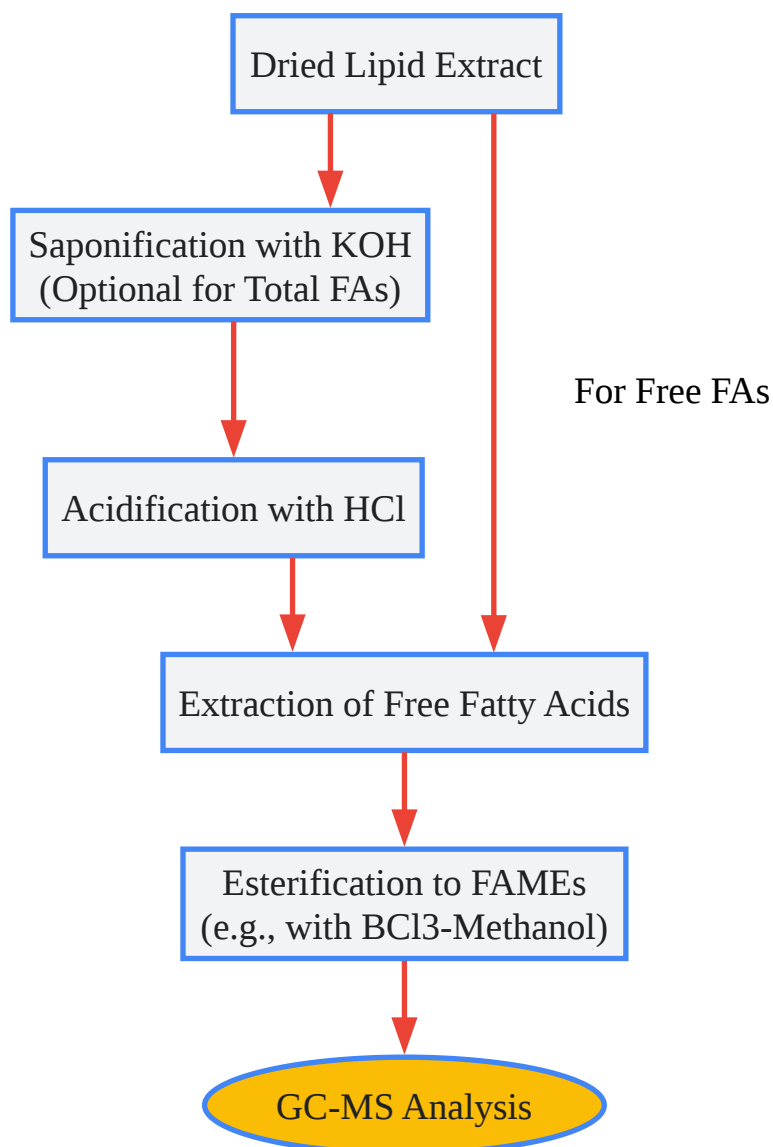 Dried Lipid Extract
Saponification with KOH
(Optional for Total FAs)
For Free FAs
Acidification with HCl
Extraction of Free Fatty Acids
Esterification to FAMEs
(e.g., with BCl3-Methanol)
GC-MS Analysis